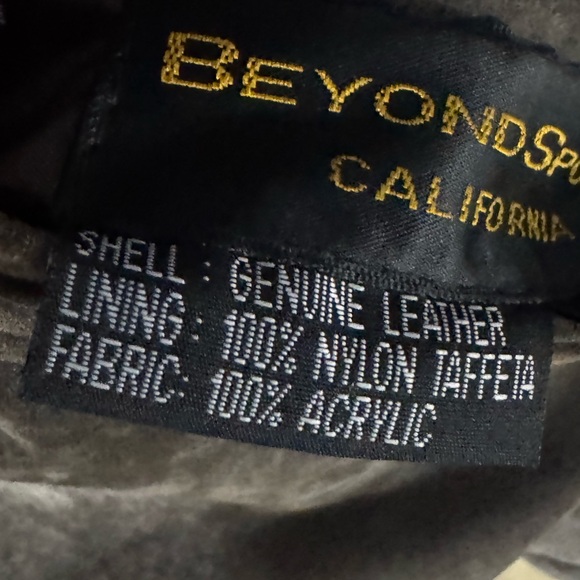 BEYONDSPO
CALIFORNIA
SHELL : GENUINE LEATHER
LINING : 100% NYLON TAFFETA
FABRIC: 100% ACRYLIC